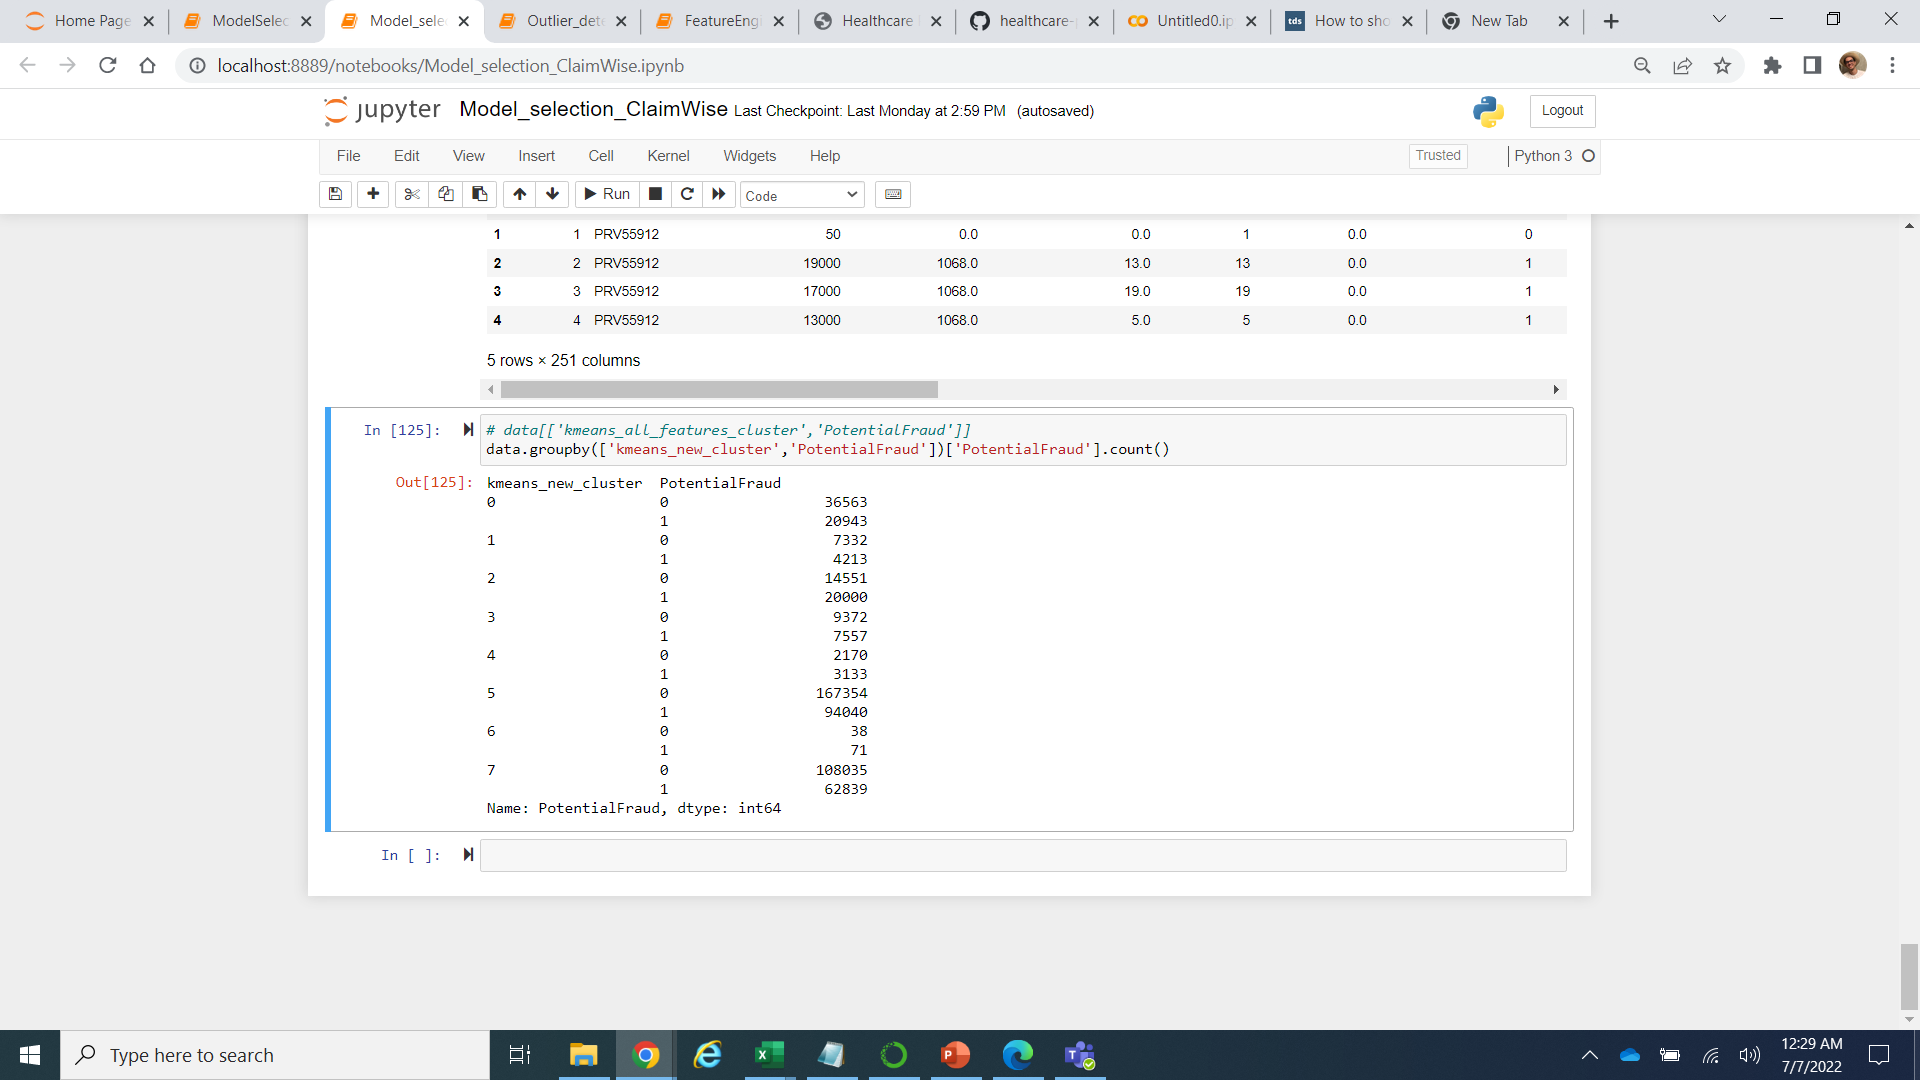 Home Page
ModelSelec
Model_sele
Outlier_dete
FeatureEngi
Healthcare
healthcare-
Untitled0.ip
tds How to sho
New Tab
localhost:8889/notebooks/Model_selection_ClaimWise.ipynb
jupyter Model_selection_ClaimWise Last Checkpoint: Last Monday at 2:59 PM (autosaved)
Logout
File Edit View Insert Cell Kernel Widgets Help
Trusted Python 3
Run Code
1 1 PRV55912 50 0.0 0.0 1 0.0 0
2 2 PRV55912 19000 1068.0 13.0 13 0.0 1
3 3 PRV55912 17000 1068.0 19.0 19 0.0 1
4 4 PRV55912 13000 1068.0 5.0 5 0.0 1
5 rows × 251 columns
In [125]: # data[['kmeans_all_features_cluster','PotentialFraud']]
data.groupby(['kmeans_new_cluster','PotentialFraud'])['PotentialFraud'].count()
Out[125]: kmeans_new_cluster PotentialFraud
0 0 36563
1 20943
1 0 7332
1 4213
2 0 14551
1 20000
3 0 9372
1 7557
4 0 2170
1 3133
5 0 167354
1 94040
6 0 38
1 71
7 0 108035
1 62839
Name: PotentialFraud, dtype: int64
In [ ]:
Type here to search
12:29 AM
7/7/2022